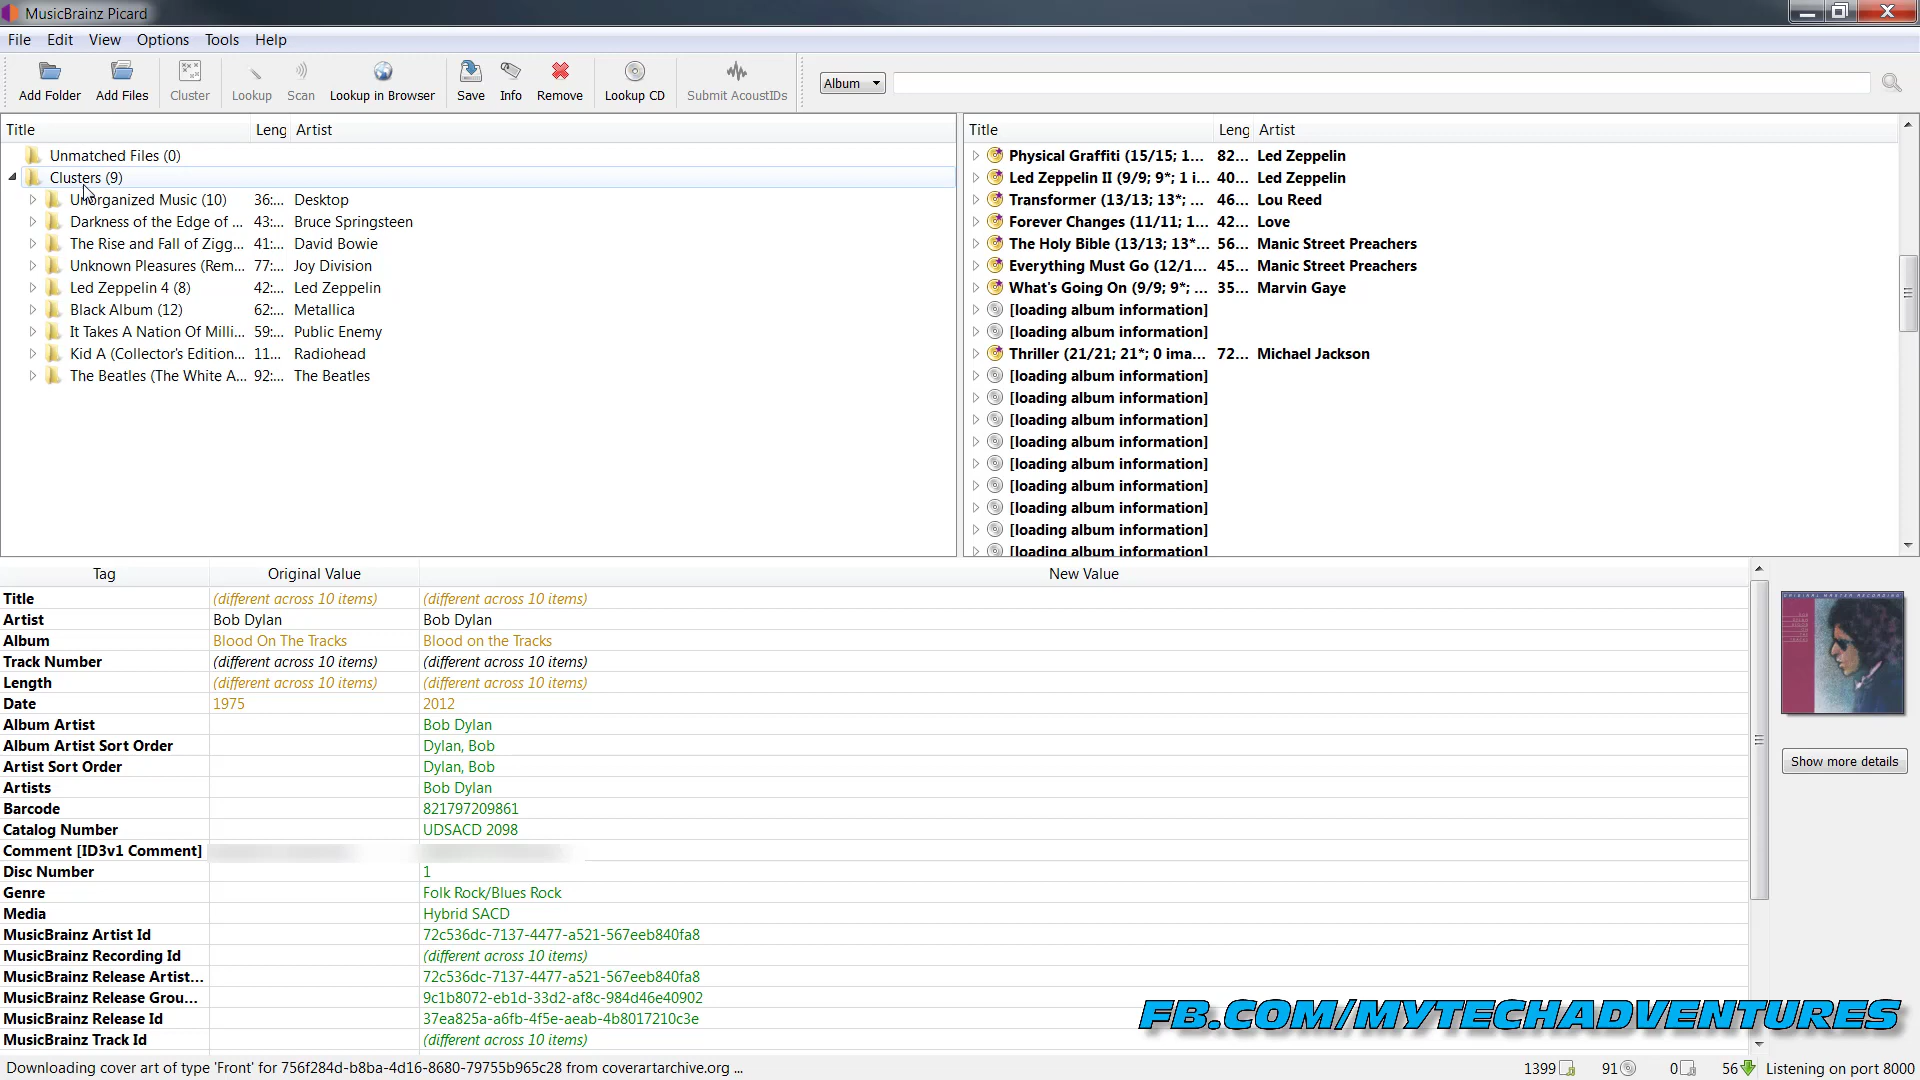 MusicBrainz Picard
File Edit View Options Tools Help
Add Folder Add Files Cluster Lookup Scan Lookup in Browser Save Info Remove Lookup CD Submit AcoustIDs Album
Title Leng Artist
Unmatched Files (0)
Clusters (9)
Unorganized Music (10) 36:... Desktop
Darkness of the Edge of ... 43:... Bruce Springsteen
The Rise and Fall of Zigg... 41:... David Bowie
Unknown Pleasures (Rem... 77:... Joy Division
Led Zeppelin 4 (8) 42:... Led Zeppelin
Black Album (12) 62:... Metallica
It Takes A Nation Of Milli... 59:... Public Enemy
Kid A (Collector's Edition... 11... Radiohead
The Beatles (The White A... 92:... The Beatles
Title Leng Artist
Physical Graffiti (15/15; 1... 82... Led Zeppelin
Led Zeppelin II (9/9; 9*; 1 i... 40... Led Zeppelin
Transformer (13/13; 13*; ... 46... Lou Reed
Forever Changes (11/11; 1... 42... Love
The Holy Bible (13/13; 13*... 56... Manic Street Preachers
Everything Must Go (12/1... 45... Manic Street Preachers
What's Going On (9/9; 9*; ... 35... Marvin Gaye
[loading album information]
[loading album information]
Thriller (21/21; 21*; 0 ima... 72... Michael Jackson
[loading album information]
[loading album information]
[loading album information]
[loading album information]
[loading album information]
[loading album information]
[loading album information]
[loading album information]
[loading album information]
Tag Original Value New Value
Title (different across 10 items) (different across 10 items)
Artist Bob Dylan Bob Dylan
Album Blood On The Tracks Blood on the Tracks
Track Number (different across 10 items) (different across 10 items)
Length (different across 10 items) (different across 10 items)
Date 1975 2012
Album Artist Bob Dylan
Album Artist Sort Order Dylan, Bob
Artist Sort Order Dylan, Bob
Artists Bob Dylan
Barcode 821797209861
Catalog Number UDSACD 2098
Comment [ID3v1 Comment]
Disc Number 1
Genre Folk Rock/Blues Rock
Media Hybrid SACD
MusicBrainz Artist Id 72c536dc-7137-4477-a521-567eeb840fa8
MusicBrainz Recording Id (different across 10 items)
MusicBrainz Release Artist... 72c536dc-7137-4477-a521-567eeb840fa8
MusicBrainz Release Grou... 9c1b8072-eb1d-33d2-af8c-984d46e40902
MusicBrainz Release Id 37ea825a-a6fb-4f5e-aeab-4b8017210c3e
MusicBrainz Track Id (different across 10 items)
ORIGINAL MASTER RECORDING
Show more details
FB.COM/MYTECHADVENTURES
Downloading cover art of type 'Front' for 756f284d-b8ba-4d16-8680-79755b965c28 from coverartarchive.org ... 1399 91 0 56 Listening on port 8000